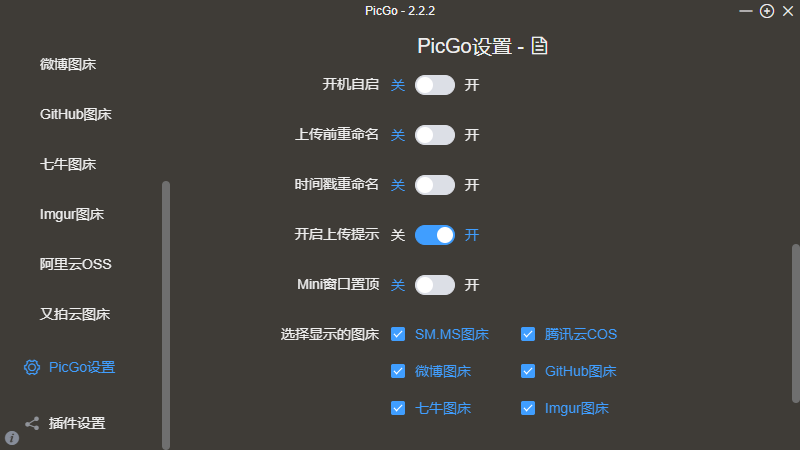 PicGo - 2.2.2
微博图床
GitHub图床
七牛图床
Imgur图床
阿里云OSS
又拍云图床
PicGo设置
插件设置
PicGo设置 -
开机自启 关 开
上传前重命名 关 开
时间戳重命名 关 开
开启上传提示 关 开
Mini窗口置顶 关 开
选择显示的图床 SM.MS图床 腾讯云COS
微博图床 GitHub图床
七牛图床 Imgur图床